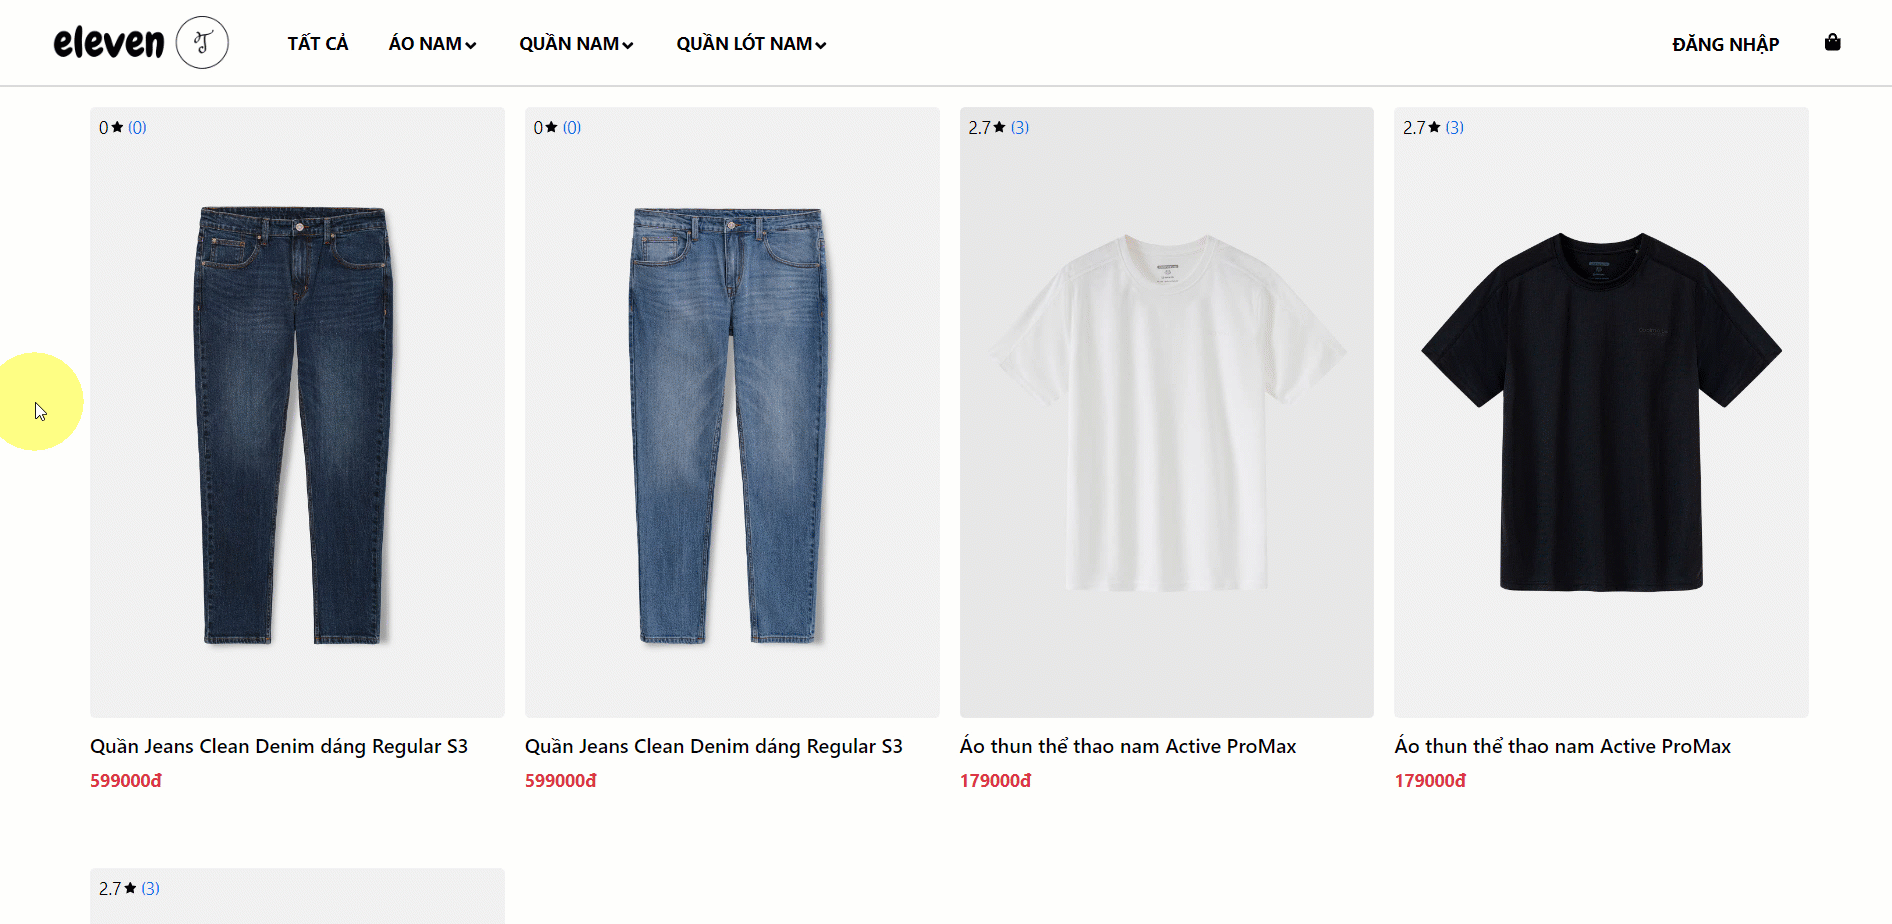 eleven
TẤT CẢ ÁO NAM QUẦN NAM QUẦN LÓT NAM ĐĂNG NHẬP
0 (0) 0 (0) 2.7 (3) 2.7 (3)
Quần Jeans Clean Denim dáng Regular S3 Quần Jeans Clean Denim dáng Regular S3 Áo thun thể thao nam Active ProMax Áo thun thể thao nam Active ProMax
599000đ 599000đ 179000đ 179000đ
2.7 (3)